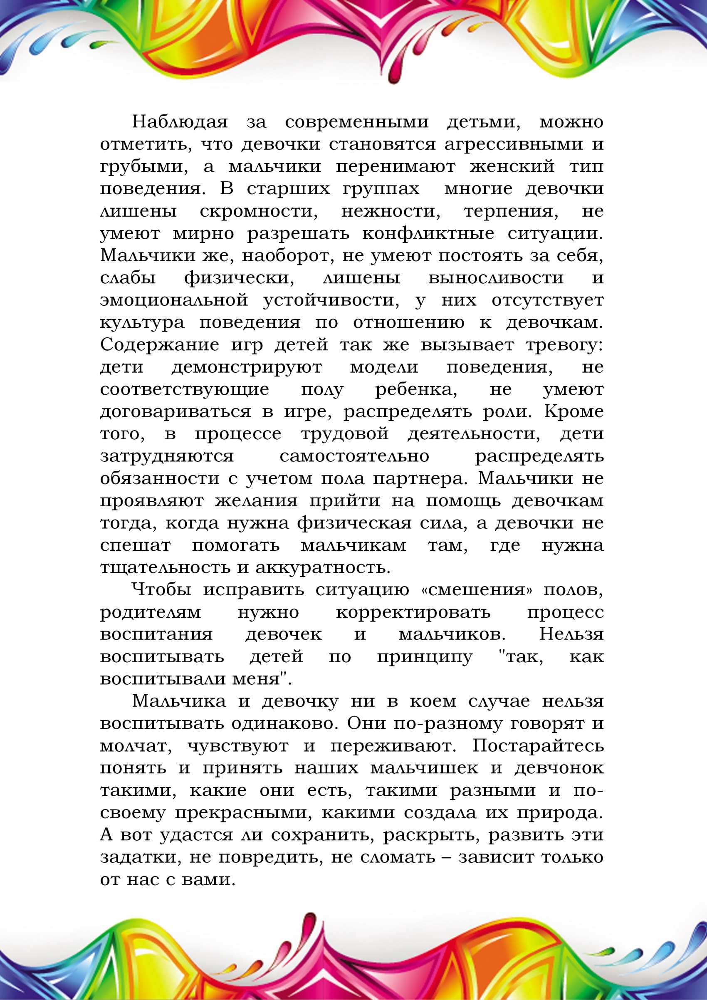 Наблюдая за современными детьми, можно
отметить, что девочки становятся агрессивными и
грубыми, а мальчики перенимают женский тип
поведения. В старших группах многие девочки
лишены скромности, нежности, терпения, не
умеют мирно разрешать конфликтные ситуации.
Мальчики же, наоборот, не умеют постоять за себя,
слабы физически, лишены выносливости и
эмоциональной устойчивости, у них отсутствует
культура поведения по отношению к девочкам.
Содержание игр детей так же вызывает тревогу:
дети демонстрируют модели поведения, не
соответствующие полу ребенка, не умеют
договариваться в игре, распределять роли. Кроме
того, в процессе трудовой деятельности, дети
затрудняются самостоятельно распределять
обязанности с учетом пола партнера. Мальчики не
проявляют желания прийти на помощь девочкам
тогда, когда нужна физическая сила, а девочки не
спешат помогать мальчикам там, где нужна
тщательность и аккуратность.
Чтобы исправить ситуацию «смешения» полов,
родителям нужно корректировать процесс
воспитания девочек и мальчиков. Нельзя
воспитывать детей по принципу "так, как
воспитывали меня".
Мальчика и девочку ни в коем случае нельзя
воспитывать одинаково. Они по-разному говорят и
молчат, чувствуют и переживают. Постарайтесь
понять и принять наших мальчишек и девчонок
такими, какие они есть, такими разными и по-
своему прекрасными, какими создала их природа.
А вот удастся ли сохранить, раскрыть, развить эти
задатки, не повредить, не сломать – зависит только
от нас с вами.